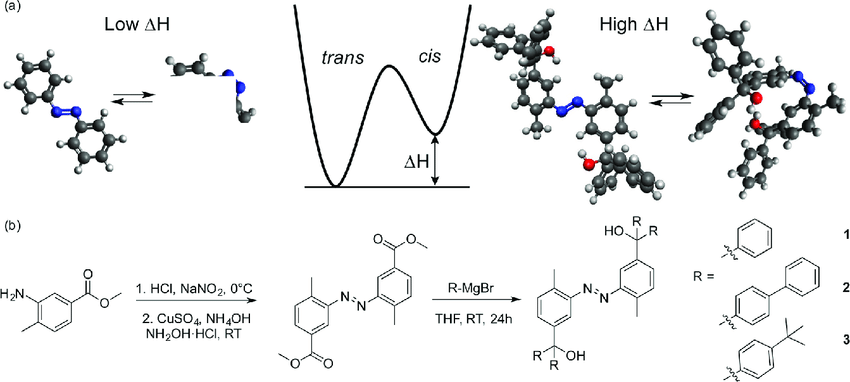 (a)
Low ΔH
trans
cis
ΔH
High ΔH
(b)
H₂N
O
O
1. HCl, NaNO₂, 0°C
2. CuSO₄, NH₄OH
NH₂OH·HCl, RT
O
O
N
N
O
O
R-MgBr
THF, RT, 24h
R
HO
R
N
N
R
OH
R
R =
1
2
3